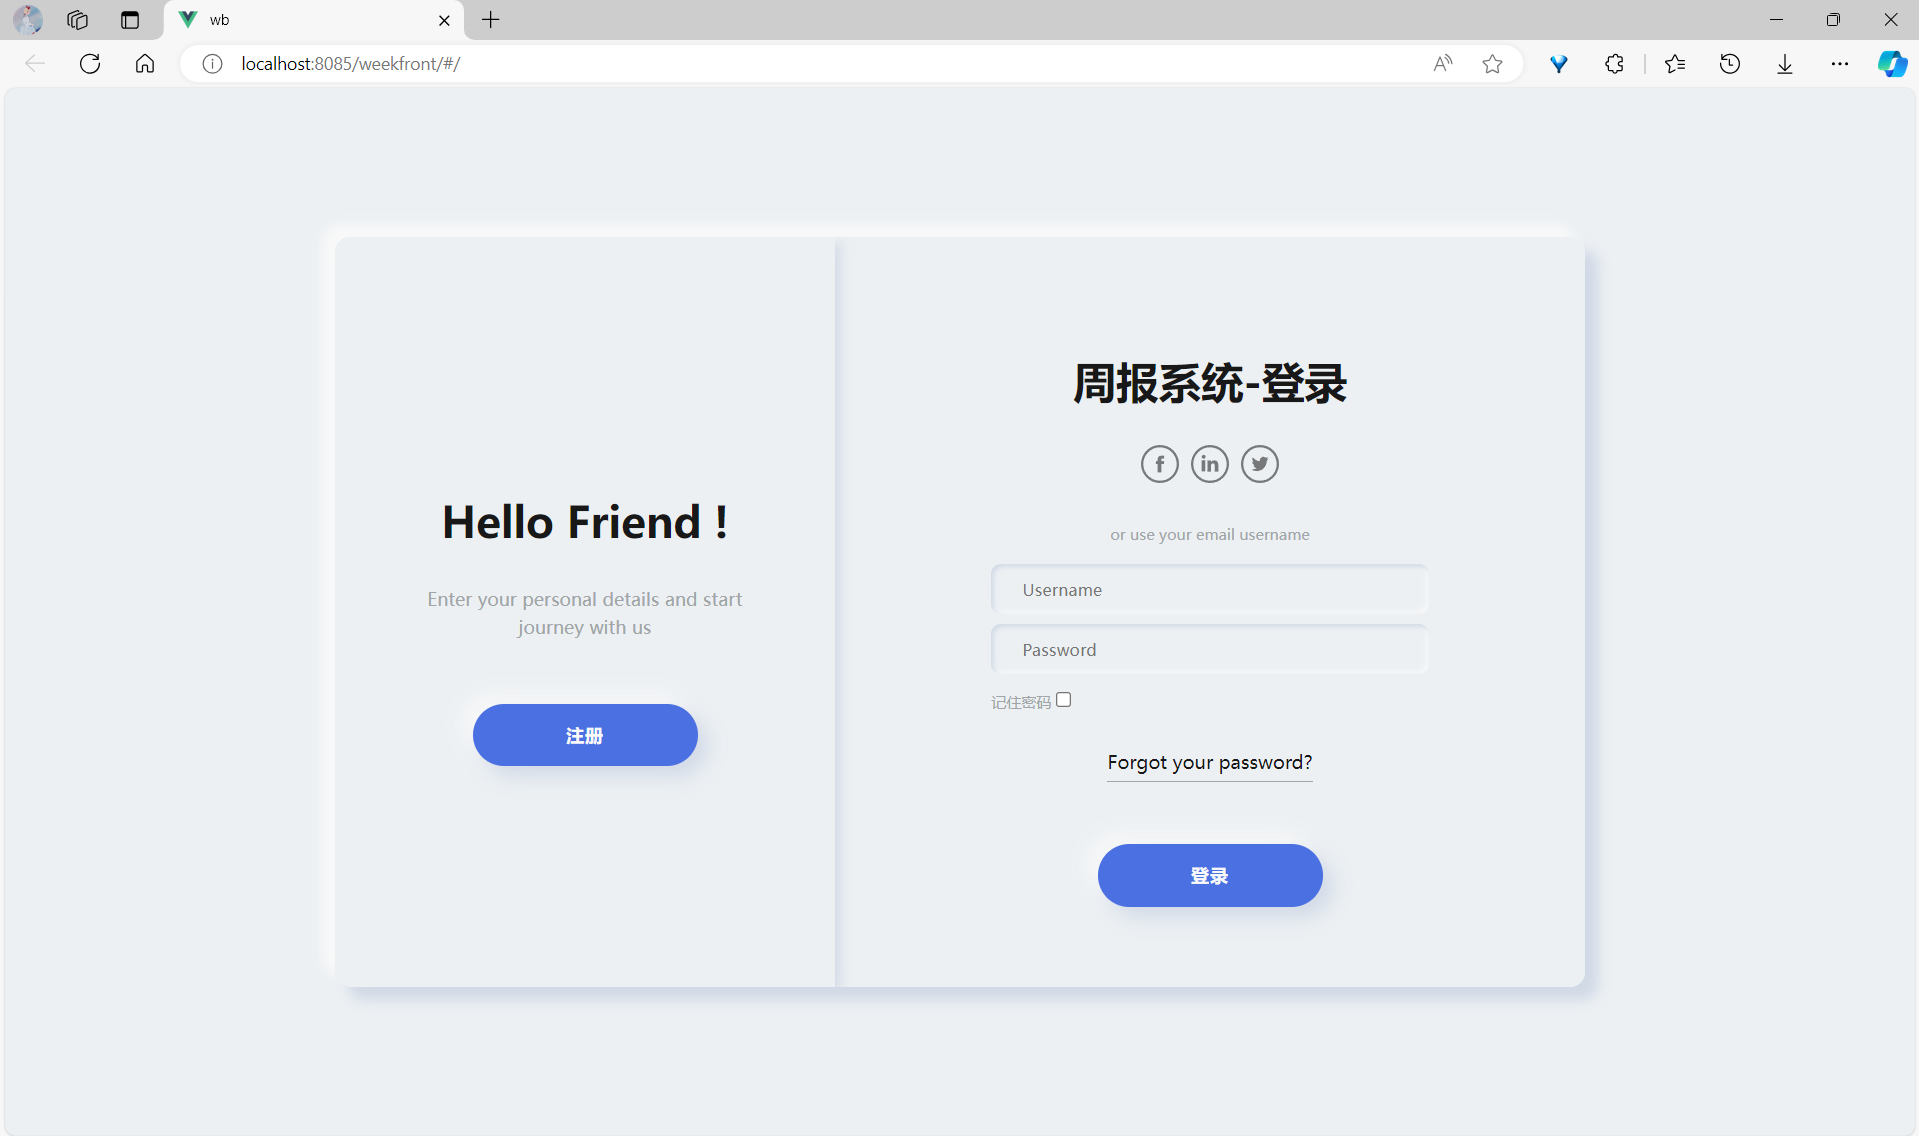 wb
localhost:8085/weekfront/#/
Hello Friend !
Enter your personal details and start
journey with us
注册
周报系统-登录
f
in
or use your email username
Username
Password
记住密码
Forgot your password?
登录